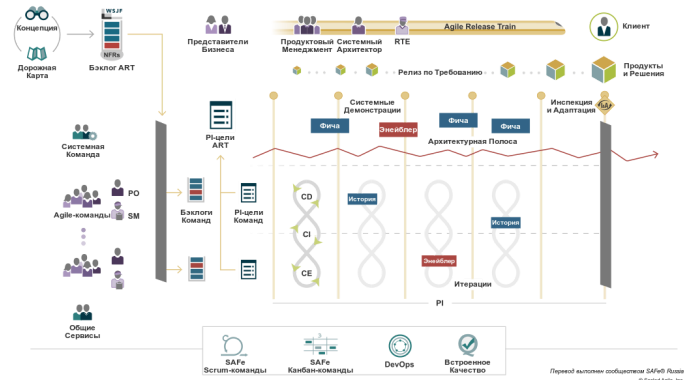 Концепция
Дорожная
Карта
WSJF
NFRs
Бэклог ART
Представители
Бизнеса
Agile Release Train
Продуктовый
Менеджмент
Системный
Архитектор
RTE
Клиент
Релиз по Требованию
Продукты
и Решения
Системные
Демонстрации
Инспекция
и Адаптация
I&A
Фича
Энейблер
Фича
Фича
Архитектурная Полоса
PI-цели
ART
Системная
Команда
PO
Agile-команды
SM
Бэклоги
Команд
PI-цели
Команд
CD
CI
CE
История
История
Энейблер
Итерации
PI
Общие
Сервисы
SAFe
Scrum-команды
SAFe
Канбан-команды
DevOps
Встроенное
Качество
Перевод выполнен сообществом SAFe® Russia
© Scaled Agile, Inc.